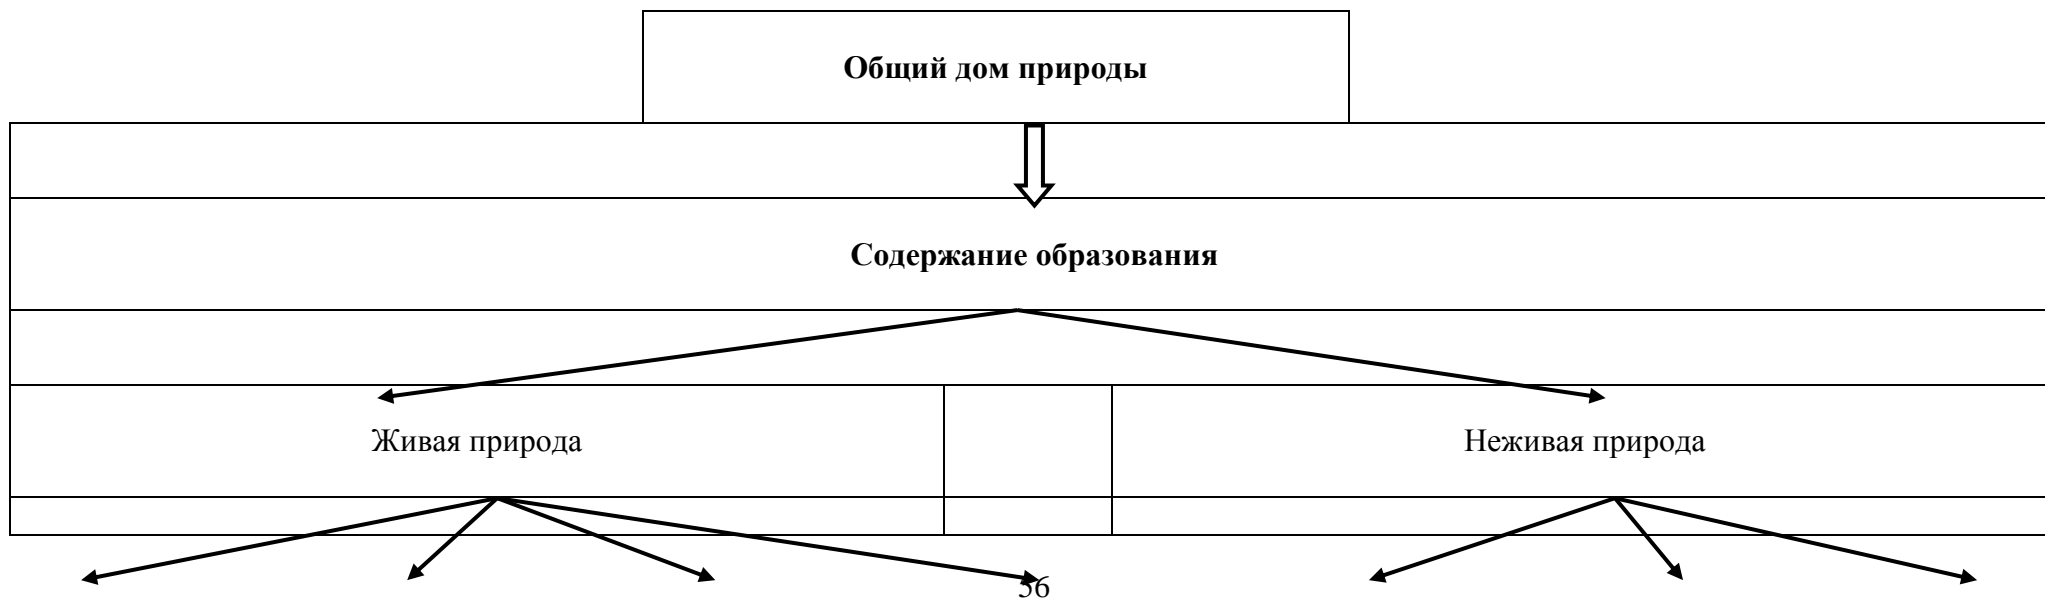 Общий дом природы
Содержание образования
Живая природа
Неживая природа
56